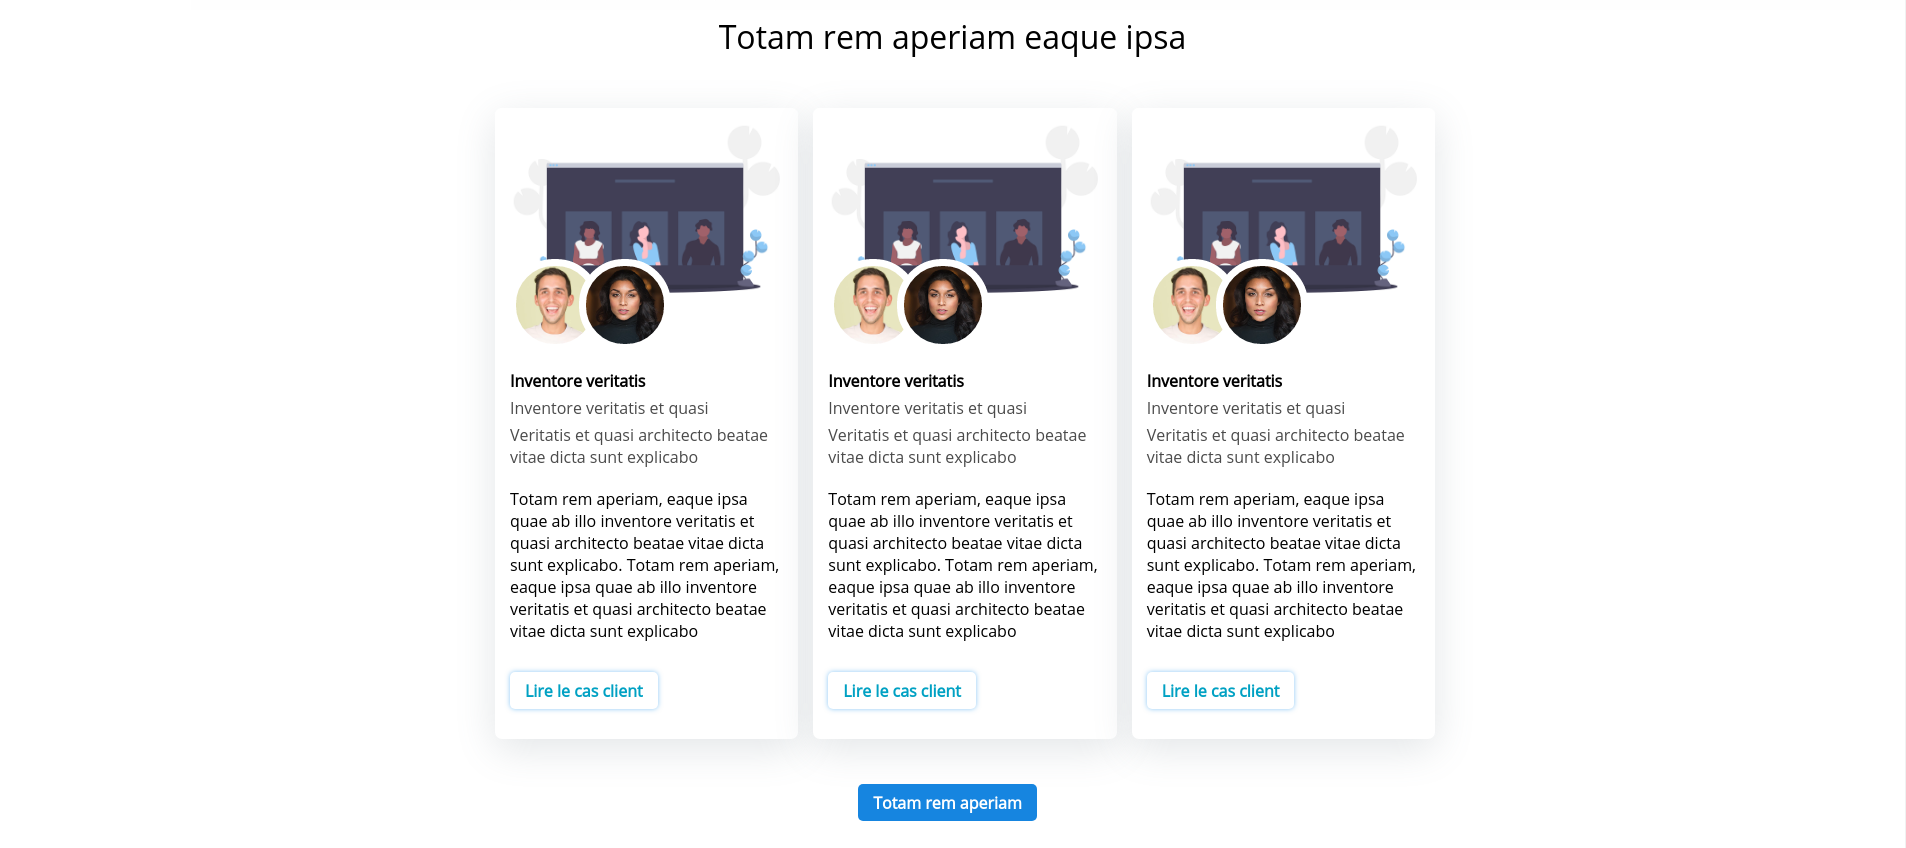 Totam rem aperiam eaque ipsa
Inventore veritatis
Inventore veritatis et quasi
Veritatis et quasi architecto beatae
vitae dicta sunt explicabo
Totam rem aperiam, eaque ipsa
quae ab illo inventore veritatis et
quasi architecto beatae vitae dicta
sunt explicabo. Totam rem aperiam,
eaque ipsa quae ab illo inventore
veritatis et quasi architecto beatae
vitae dicta sunt explicabo
Lire le cas client
Inventore veritatis
Inventore veritatis et quasi
Veritatis et quasi architecto beatae
vitae dicta sunt explicabo
Totam rem aperiam, eaque ipsa
quae ab illo inventore veritatis et
quasi architecto beatae vitae dicta
sunt explicabo. Totam rem aperiam,
eaque ipsa quae ab illo inventore
veritatis et quasi architecto beatae
vitae dicta sunt explicabo
Lire le cas client
Inventore veritatis
Inventore veritatis et quasi
Veritatis et quasi architecto beatae
vitae dicta sunt explicabo
Totam rem aperiam, eaque ipsa
quae ab illo inventore veritatis et
quasi architecto beatae vitae dicta
sunt explicabo. Totam rem aperiam,
eaque ipsa quae ab illo inventore
veritatis et quasi architecto beatae
vitae dicta sunt explicabo
Lire le cas client
Totam rem aperiam